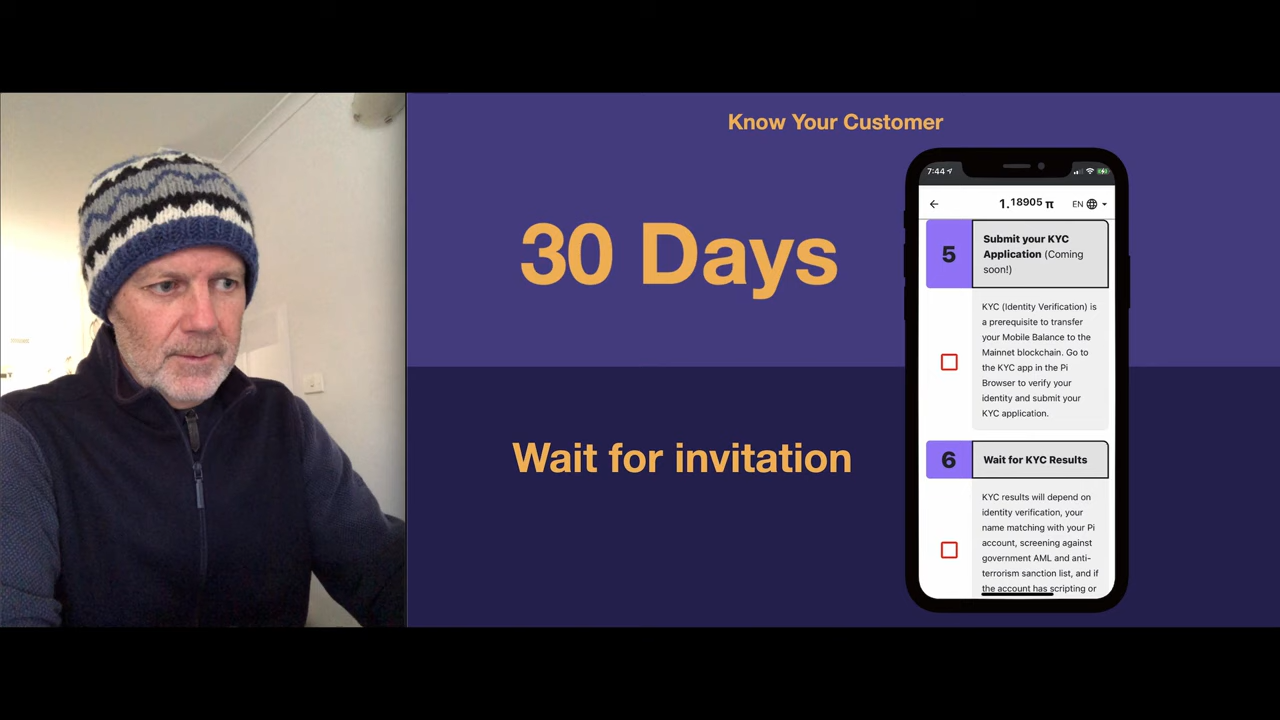 Know Your Customer
30 Days
Wait for invitation
7:44
1.18905 π
EN
5
Submit your KYC
Application (Coming
soon!)
KYC (Identity Verification) is
a prerequisite to transfer
your Mobile Balance to the
Mainnet blockchain. Go to
the KYC app in the Pi
Browser to verify your
identity and submit your
KYC application.
6
Wait for KYC Results
KYC results will depend on
identity verification, your
name matching with your Pi
account, screening against
government AML and anti-
terrorism sanction list, and if
the account has scripting or